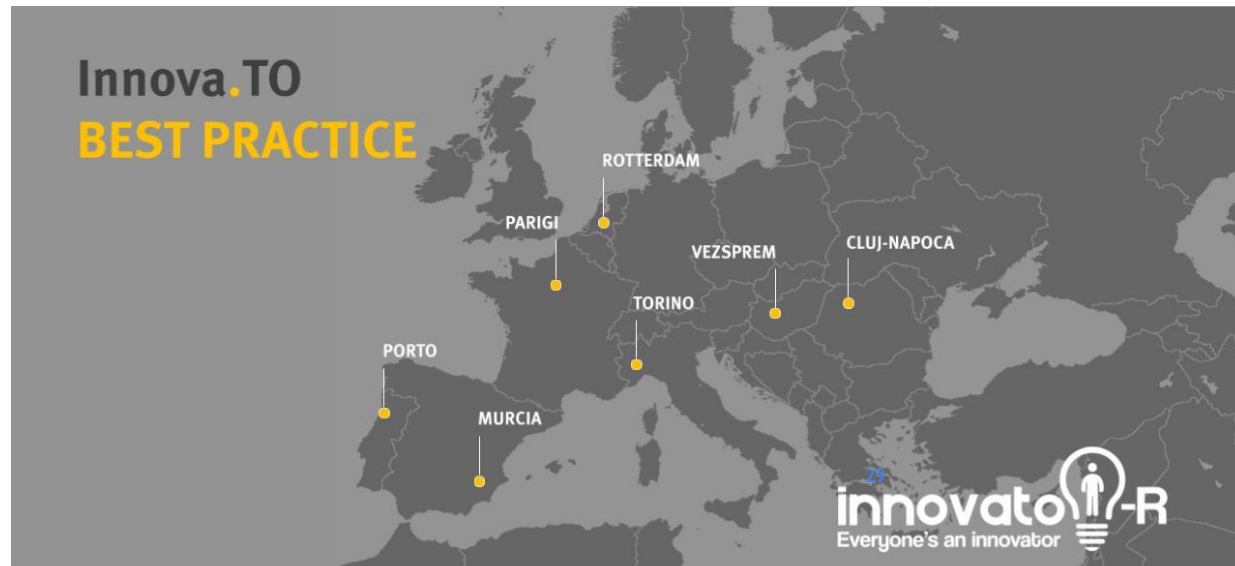 Innova.TO
BEST PRACTICE
ROTTERDAM
PARIGI
VEZSPREM
CLUJ-NAPOCA
TORINO
PORTO
MURCIA
29
innovato-R
Everyone's an innovator